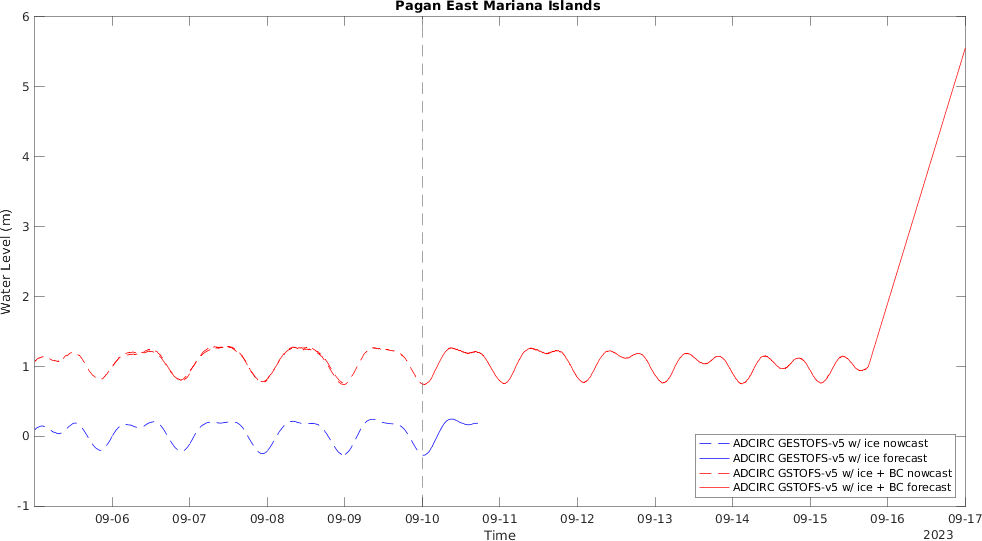 Pagan East Mariana Islands
Water Level (m)
6
5
4
3
2
1
0
-1
ADCIRC GESTOFS-v5 w/ ice nowcast
ADCIRC GESTOFS-v5 w/ ice forecast
ADCIRC GSTOFS-v5 w/ ice + BC nowcast
ADCIRC GSTOFS-v5 w/ ice + BC forecast
09-06 09-07 09-08 09-09 09-10 09-11 09-12 09-13 09-14 09-15 09-16 09-17
Time
2023